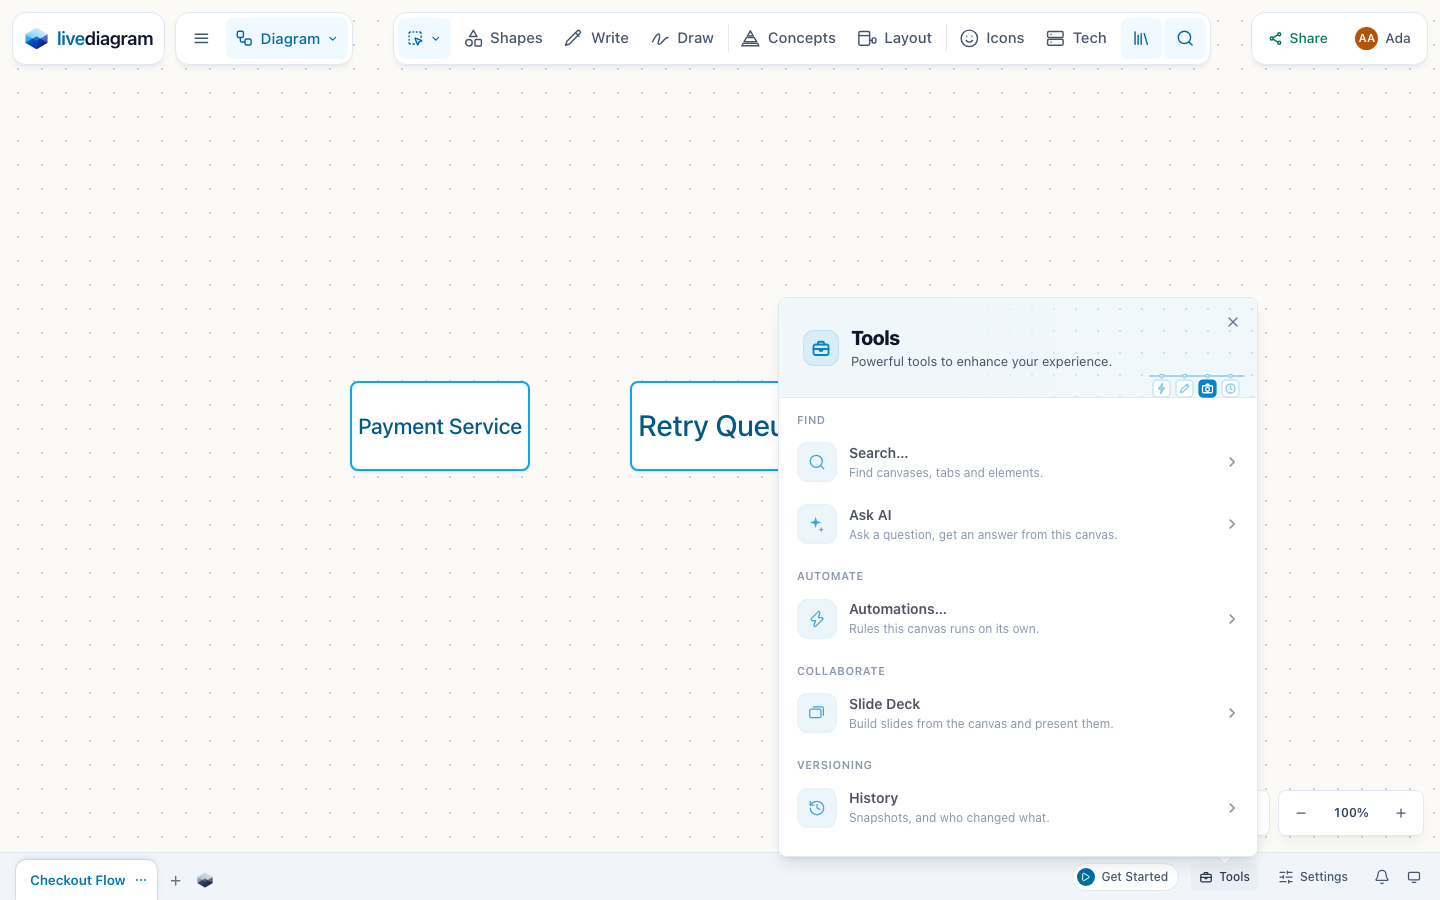 livediagram
Diagram
Shapes
Write
Draw
Concepts
Layout
Icons
Tech
Share
AA
Ada
Payment Service
Retry Queu
Tools
Powerful tools to enhance your experience.
FIND
Search...
Find canvases, tabs and elements.
Ask AI
Ask a question, get an answer from this canvas.
AUTOMATE
Automations...
Rules this canvas runs on its own.
COLLABORATE
Slide Deck
Build slides from the canvas and present them.
VERSIONING
History
Snapshots, and who changed what.
100%
Checkout Flow
Get Started
Tools
Settings